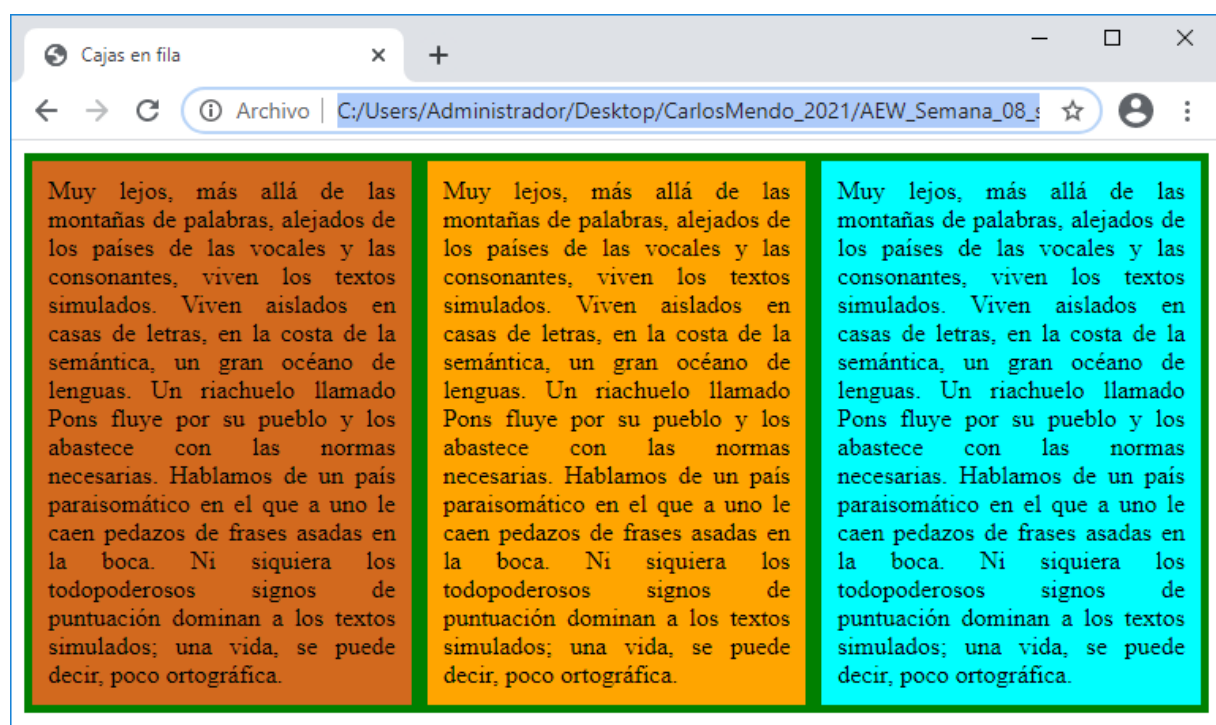 Cajas en fila
Archivo
C:/Users/Administrador/Desktop/CarlosMendo_2021/AEW_Semana_08_s
Muy lejos, más allá de las
montañas de palabras, alejados de
los países de las vocales y las
consonantes, viven los textos
simulados. Viven aislados en
casas de letras, en la costa de la
semántica, un gran océano de
lenguas. Un riachuelo llamado
Pons fluye por su pueblo y los
abastece con las normas
necesarias. Hablamos de un país
paraisomático en el que a uno le
caen pedazos de frases asadas en
la boca. Ni siquiera los
todopoderosos signos de
puntuación dominan a los textos
simulados; una vida, se puede
decir, poco ortográfica.
Muy lejos, más allá de las
montañas de palabras, alejados de
los países de las vocales y las
consonantes, viven los textos
simulados. Viven aislados en
casas de letras, en la costa de la
semántica, un gran océano de
lenguas. Un riachuelo llamado
Pons fluye por su pueblo y los
abastece con las normas
necesarias. Hablamos de un país
paraisomático en el que a uno le
caen pedazos de frases asadas en
la boca. Ni siquiera los
todopoderosos signos de
puntuación dominan a los textos
simulados; una vida, se puede
decir, poco ortográfica.
Muy lejos, más allá de las
montañas de palabras, alejados de
los países de las vocales y las
consonantes, viven los textos
simulados. Viven aislados en
casas de letras, en la costa de la
semántica, un gran océano de
lenguas. Un riachuelo llamado
Pons fluye por su pueblo y los
abastece con las normas
necesarias. Hablamos de un país
paraisomático en el que a uno le
caen pedazos de frases asadas en
la boca. Ni siquiera los
todopoderosos signos de
puntuación dominan a los textos
simulados; una vida, se puede
decir, poco ortográfica.